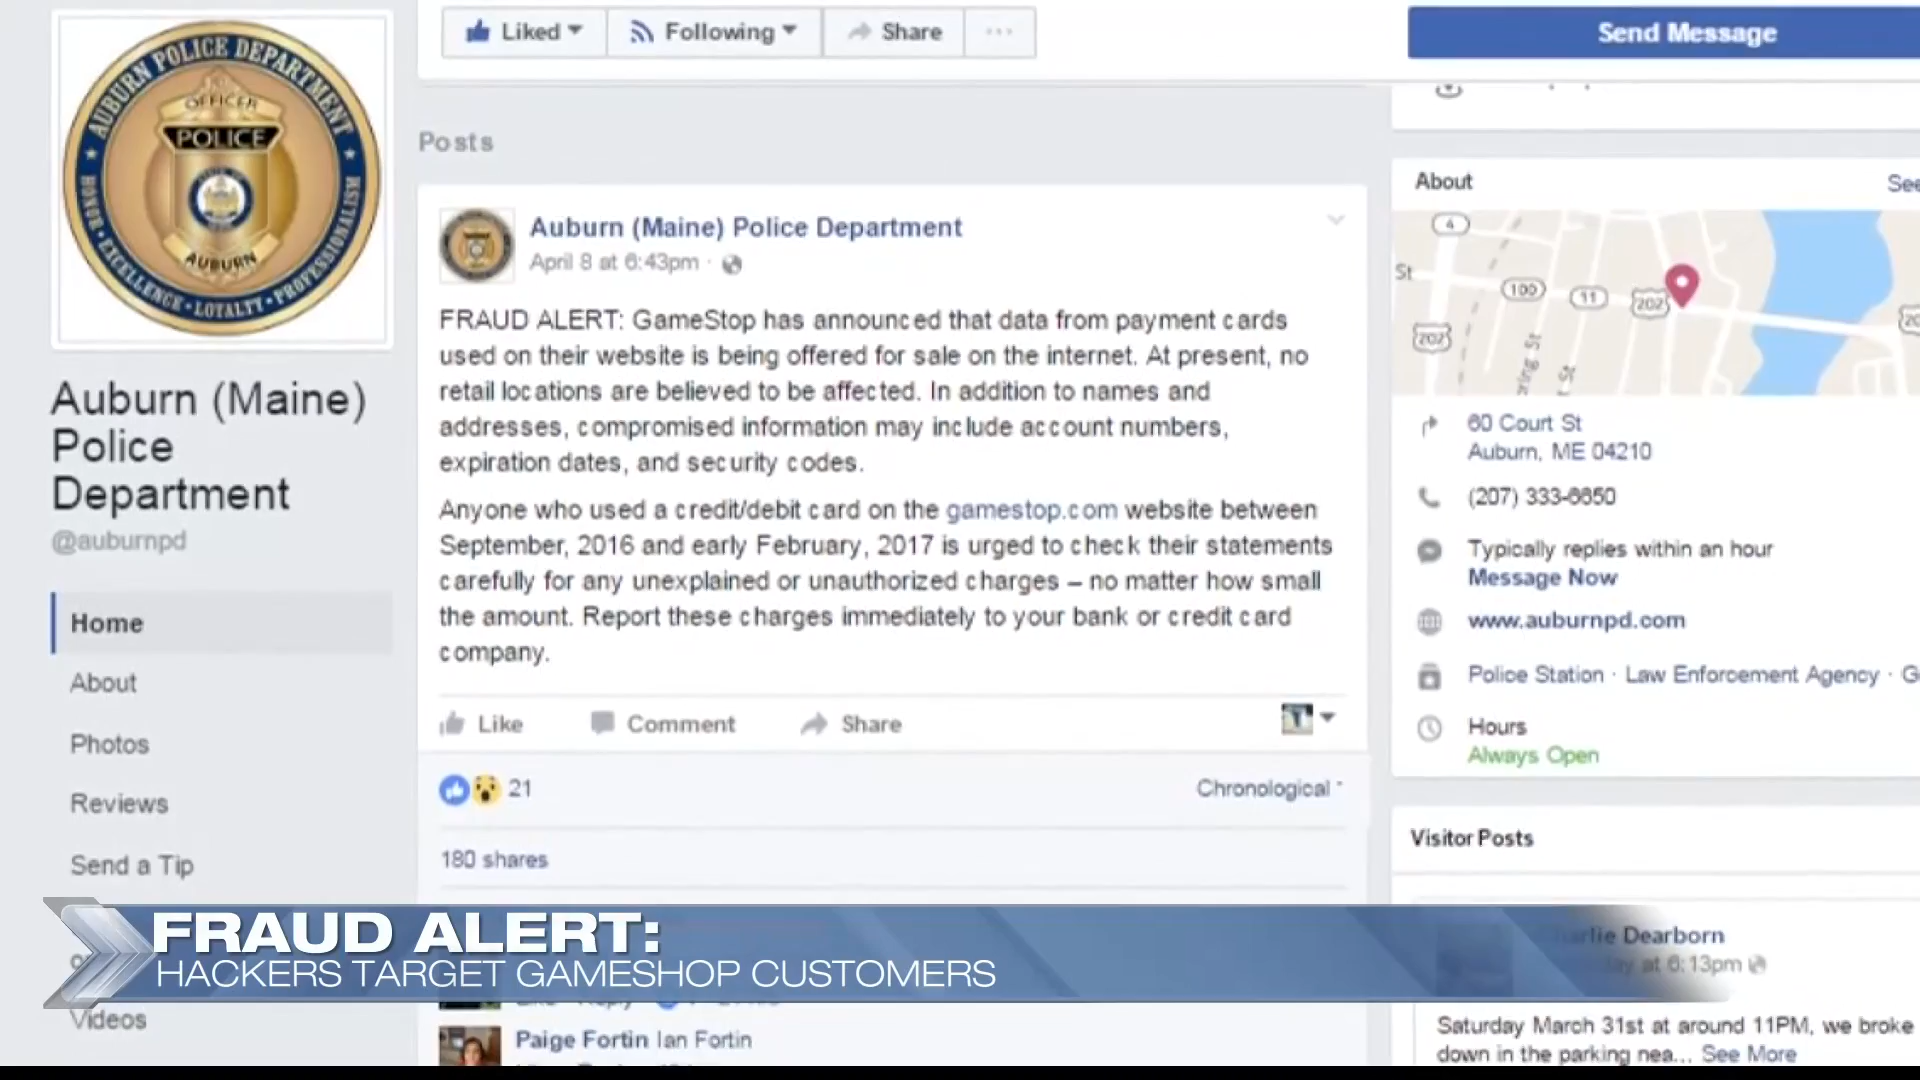 AUBURN POLICE DEPARTMENT
OFFICER
POLICE
AUBURN
HONOR • EXCELLENCE • LOYALTY • PROFESSIONALISM
Auburn (Maine)
Police
Department
@auburnpd
Home
About
Photos
Reviews
Send a Tip
Videos
Liked
Following
Share
Send Message
Posts
Auburn (Maine) Police Department
April 8 at 6:43pm ·
FRAUD ALERT: GameStop has announced that data from payment cards
used on their website is being offered for sale on the internet. At present, no
retail locations are believed to be affected. In addition to names and
addresses, compromised information may include account numbers,
expiration dates, and security codes.
Anyone who used a credit/debit card on the gamestop.com website between
September, 2016 and early February, 2017 is urged to check their statements
carefully for any unexplained or unauthorized charges – no matter how small
the amount. Report these charges immediately to your bank or credit card
company.
Like Comment Share
21
Chronological
180 shares
Paige Fortin Ian Fortin
About
See
4
St
100
11
202
202
St
60 Court St
Auburn, ME 04210
(207) 333-6650
Typically replies within an hour
Message Now
www.auburnpd.com
Police Station · Law Enforcement Agency · G
Hours
Always Open
Visitor Posts
Dearborn
at 6:13pm
Saturday March 31st at around 11PM, we broke
down in the parking nea... See More
FRAUD ALERT:
HACKERS TARGET GAMESHOP CUSTOMERS